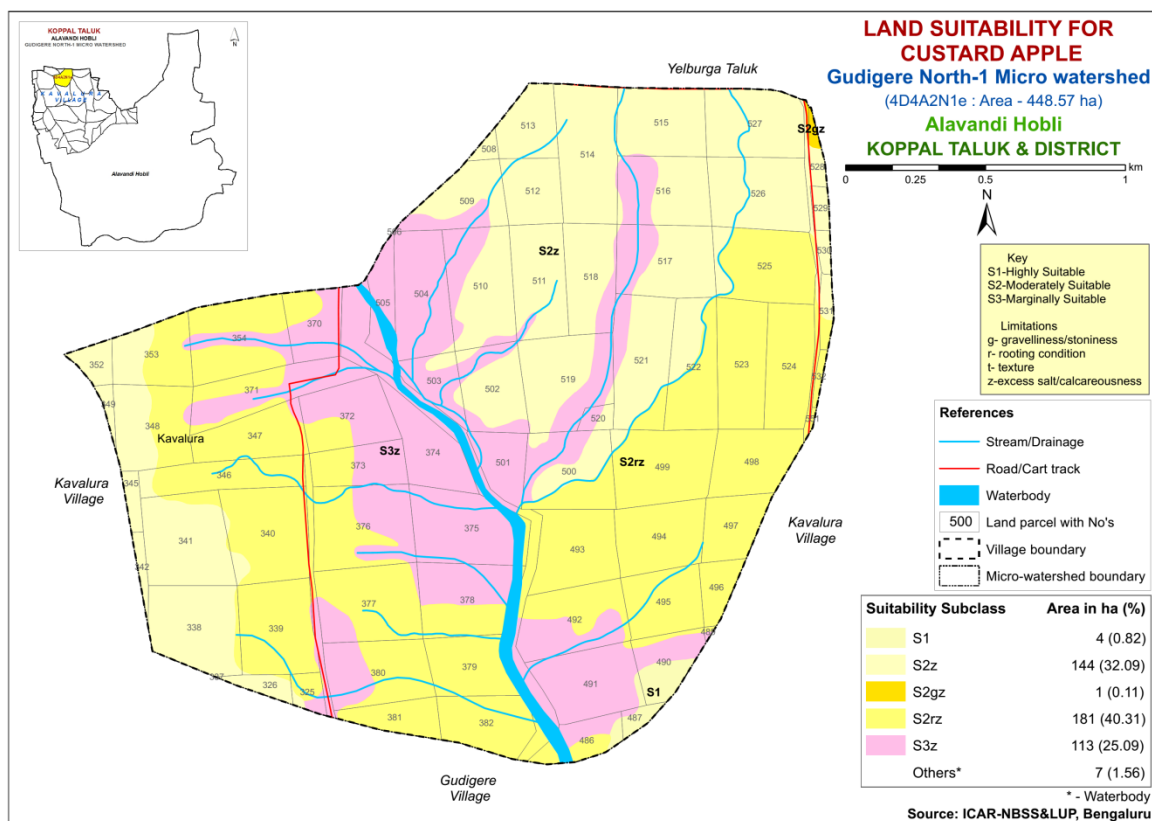 KOPPAL TALUK
ALAVANDI HOBLI
GUDIGERE NORTH-1 MICRO WATERSHED
N
KAVALURA
VILLAGE
Alavandi Hobli
LAND SUITABILITY FOR
CUSTARD APPLE
Gudigere North-1 Micro watershed
(4D4A2N1e : Area - 448.57 ha)
Alavandi Hobli
KOPPAL TALUK & DISTRICT
km
0 0.25 0.5 1
N
Key
S1-Highly Suitable
S2-Moderately Suitable
S3-Marginally Suitable
Limitations
g- gravelliness/stoniness
r- rooting condition
t- texture
z-excess salt/calcareousness
References
Stream/Drainage
Road/Cart track
Waterbody
500 Land parcel with No's
Village boundary
Micro-watershed boundary
Suitability Subclass Area in ha (%)
S1 4 (0.82)
S2z 144 (32.09)
S2gz 1 (0.11)
S2rz 181 (40.31)
S3z 113 (25.09)
Others* 7 (1.56)
* - Waterbody
Source: ICAR-NBSS&LUP, Bengaluru
Yelburga Taluk
513 515 527 S2gz
508 514
528
512 516 526
509 529
506
S2z 530
511 518 517 525
504 510
505
370 531
354
353
352 521 522 523 524
371 503 502 519 532
349
372 520
348
Kavalura 347 S3z 374 501 S2rz
373 500 499 498
346
345
Kavalura
Village
376 375 497
341 340 494
493
Kavalura
Village
342
377 378 495 496
338 339 492
380 379 490
491 S1
326 325
381 382 487
486
Gudigere
Village